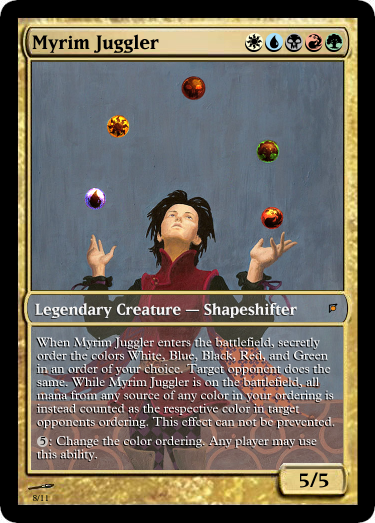 Myrim Juggler
Legendary Creature — Shapeshifter
When Myrim Juggler enters the battlefield, secretly
order the colors White, Blue, Black, Red, and Green
in an order of your choice. Target opponent does the
same. While Myrim Juggler is on the battlefield, all
mana from any source of any color in your ordering is
instead counted as the respective color in target
opponents ordering. This effect can not be prevented.
5: Change the color ordering. Any player may use
this ability.
5/5
8/11